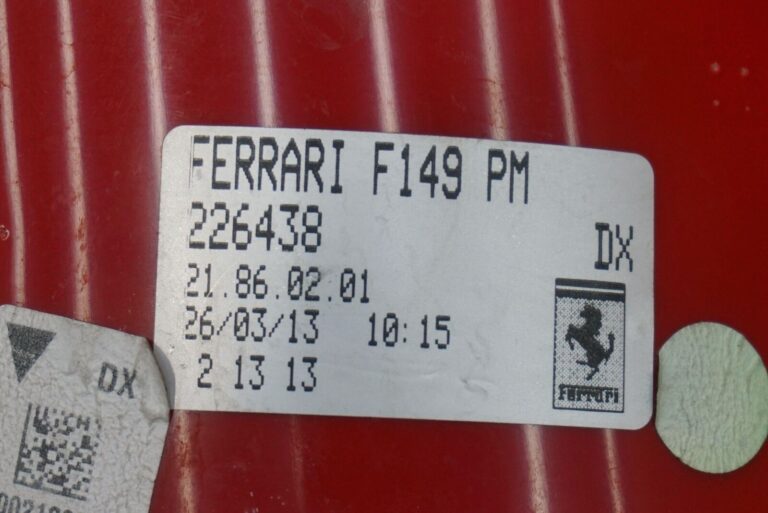 FERRARI F149 PM
226438
DX
21.86.02.01
26/03/13 10:15
2 13 13
Ferrari
DX